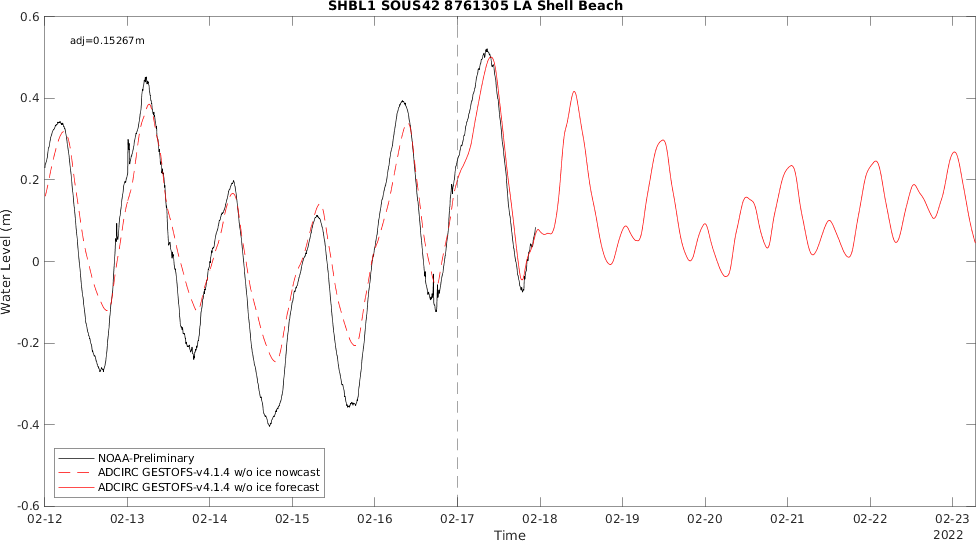 SHBL1 SOUS42 8761305 LA Shell Beach
adj=0.15267m
0.6
0.4
0.2
0
-0.2
-0.4
-0.6
Water Level (m)
NOAA-Preliminary
ADCIRC GESTOFS-v4.1.4 w/o ice nowcast
ADCIRC GESTOFS-v4.1.4 w/o ice forecast
02-12 02-13 02-14 02-15 02-16 02-17 02-18 02-19 02-20 02-21 02-22 02-23
Time
2022